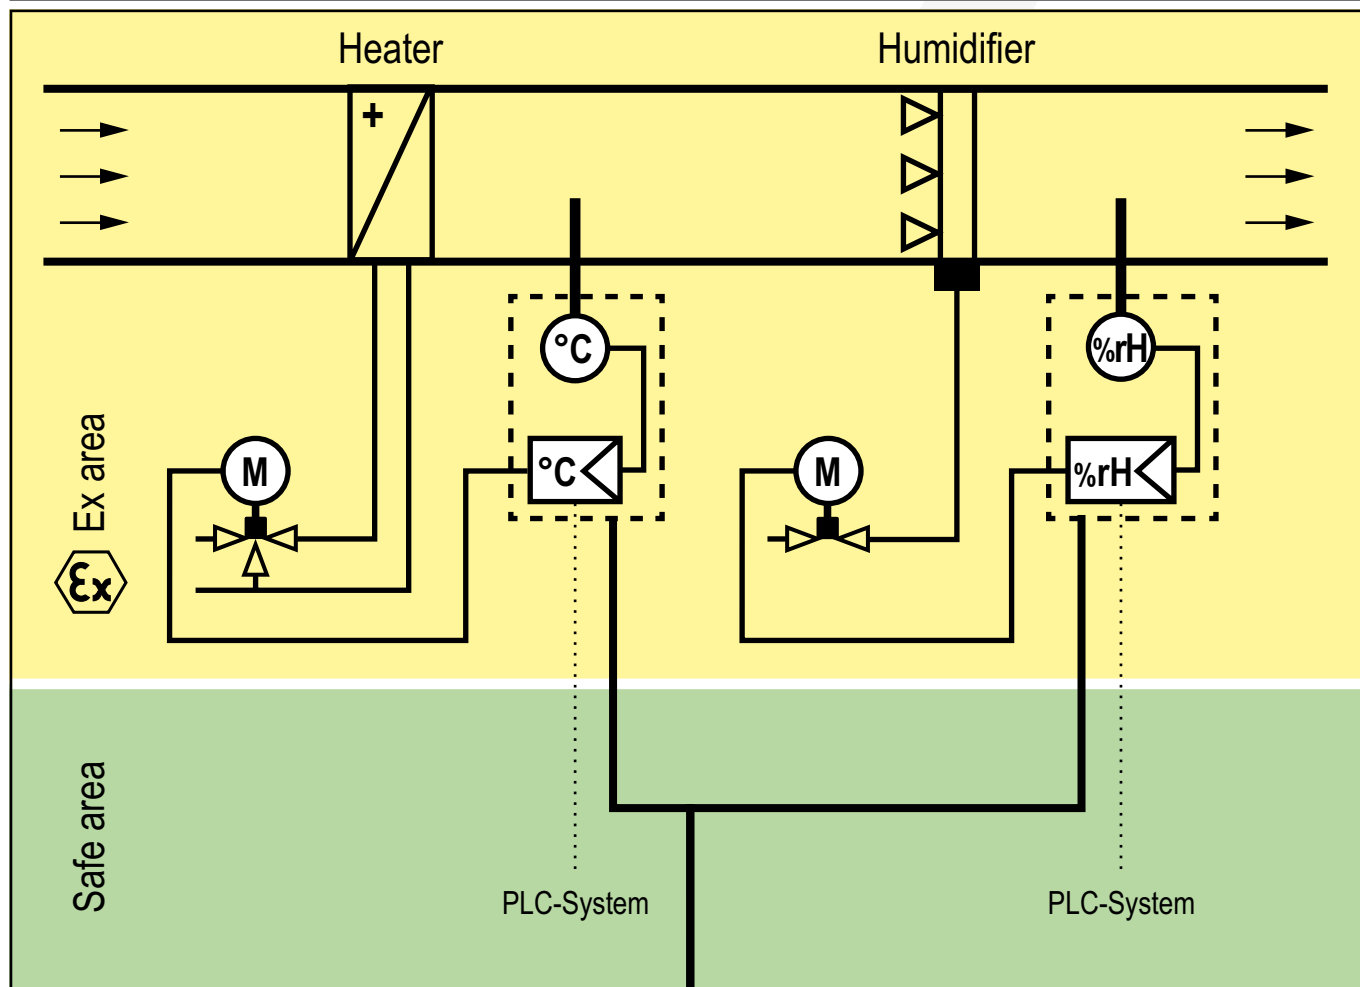 Heater
Humidifier
+
°C
%rH
M
°C
M
%rH
Ex area
Ex
Safe area
PLC-System
PLC-System